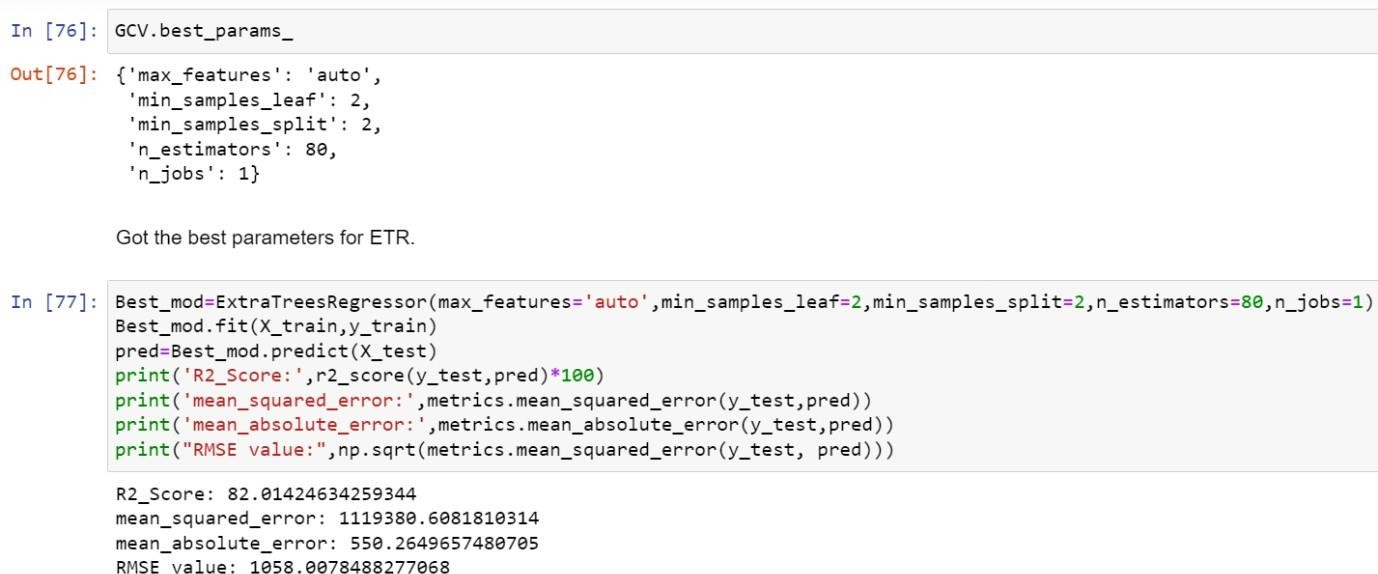 In [76]: GCV.best_params_
Out[76]: {'max_features': 'auto',
'min_samples_leaf': 2,
'min_samples_split': 2,
'n_estimators': 80,
'n_jobs': 1}
Got the best parameters for ETR.
In [77]: Best_mod=ExtraTreesRegressor(max_features='auto',min_samples_leaf=2,min_samples_split=2,n_estimators=80,n_jobs=1)
Best_mod.fit(X_train,y_train)
pred=Best_mod.predict(X_test)
print('R2_Score:',r2_score(y_test,pred)*100)
print('mean_squared_error:',metrics.mean_squared_error(y_test,pred))
print('mean_absolute_error:',metrics.mean_absolute_error(y_test,pred))
print("RMSE value:",np.sqrt(metrics.mean_squared_error(y_test, pred)))
R2_Score: 82.01424634259344
mean_squared_error: 1119380.6081810314
mean_absolute_error: 550.2649657480705
RMSE value: 1058.0078488277068